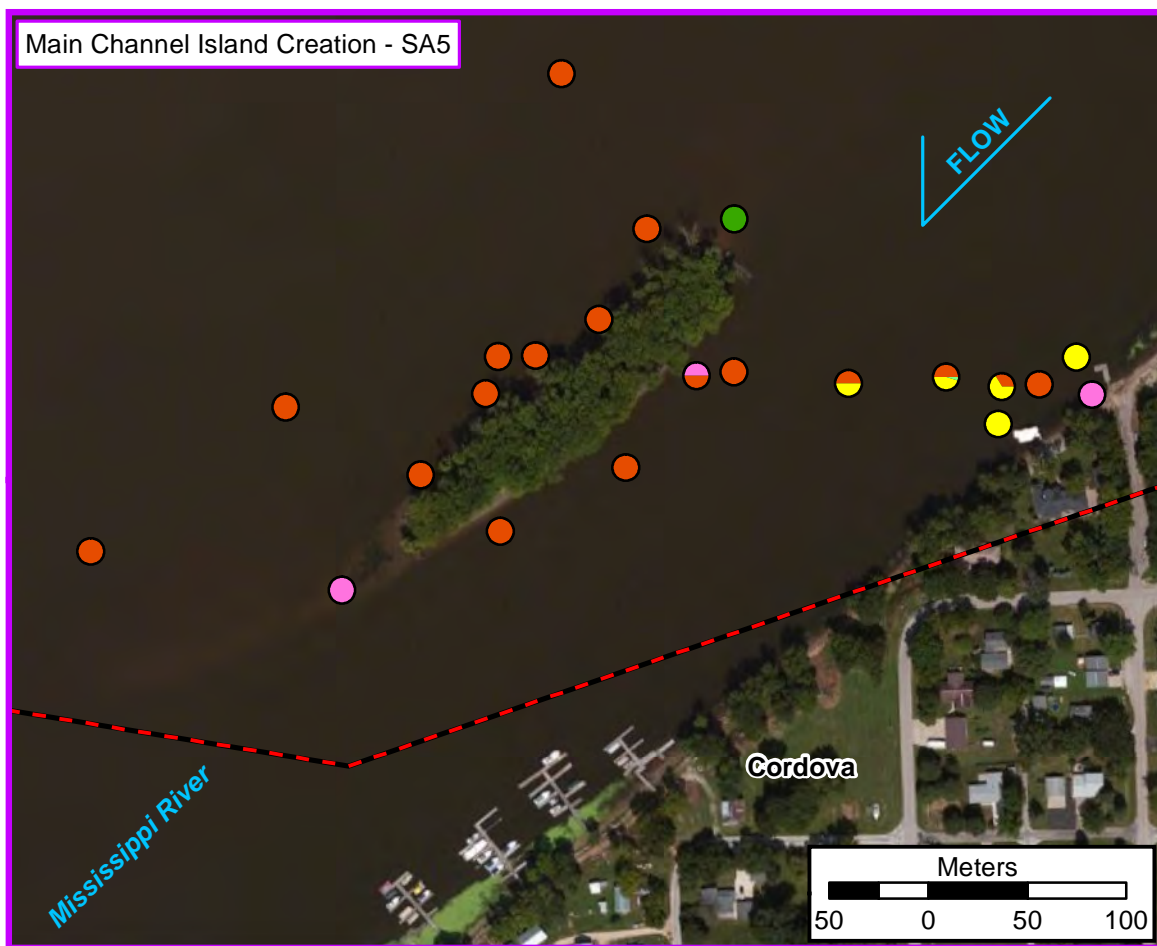 Main Channel Island Creation - SA5
FLOW
Cordova
Mississippi River
Meters
50 0 50 100